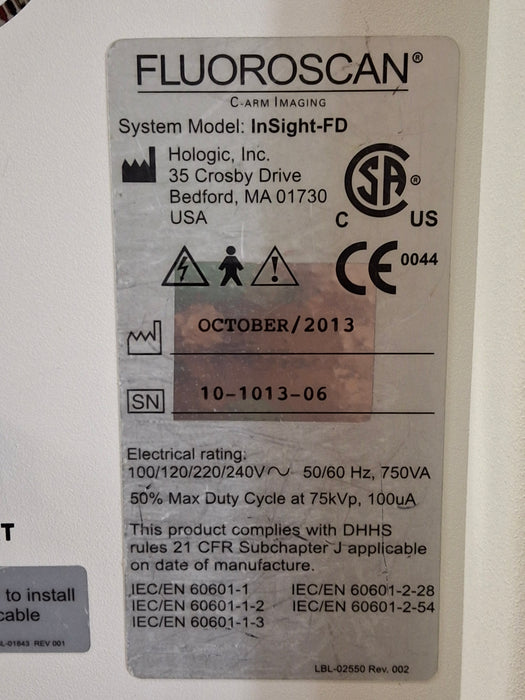 FLUOROSCAN®
C-ARM IMAGING
System Model: InSight-FD
Hologic, Inc.
35 Crosby Drive
Bedford, MA 01730
USA
CSA® C US
CE 0044
OCTOBER/2013
SN 10-1013-06
Electrical rating:
100/120/220/240V~ 50/60 Hz, 750VA
50% Max Duty Cycle at 75kVp, 100uA
This product complies with DHHS
rules 21 CFR Subchapter J applicable
on date of manufacture.
IEC/EN 60601-1 IEC/EN 60601-2-28
IEC/EN 60601-1-2 IEC/EN 60601-2-54
IEC/EN 60601-1-3
LBL-02550 Rev. 002
T
to install
cable
L-01643 REV 001